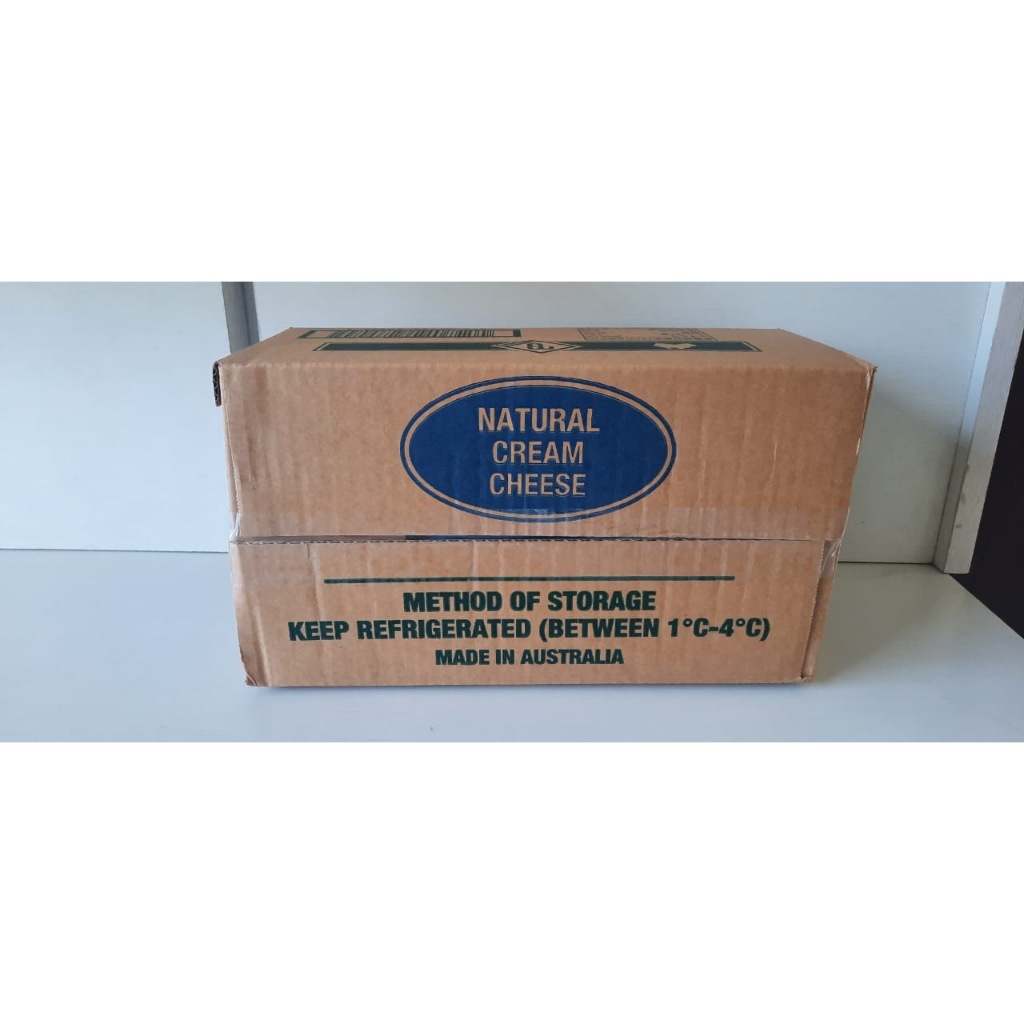 NATURAL
CREAM
CHEESE
METHOD OF STORAGE
KEEP REFRIGERATED (BETWEEN 1°C-4°C)
MADE IN AUSTRALIA